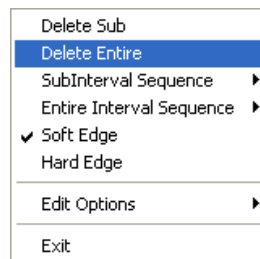 Delete Sub
Delete Entire
SubInterval Sequence
Entire Interval Sequence
Soft Edge
Hard Edge
Edit Options
Exit